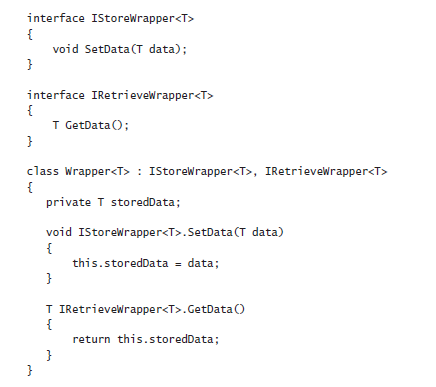 interface IStoreWrapper<T>
{
    void SetData(T data);
}
interface IRetrieveWrapper<T>
{
    T GetData();
}
class Wrapper<T> : IStoreWrapper<T>, IRetrieveWrapper<T>
{
    private T storedData;
    void IStoreWrapper<T>.SetData(T data)
    {
        this.storedData = data;
    }
    T IRetrieveWrapper<T>.GetData()
    {
        return this.storedData;
    }
}